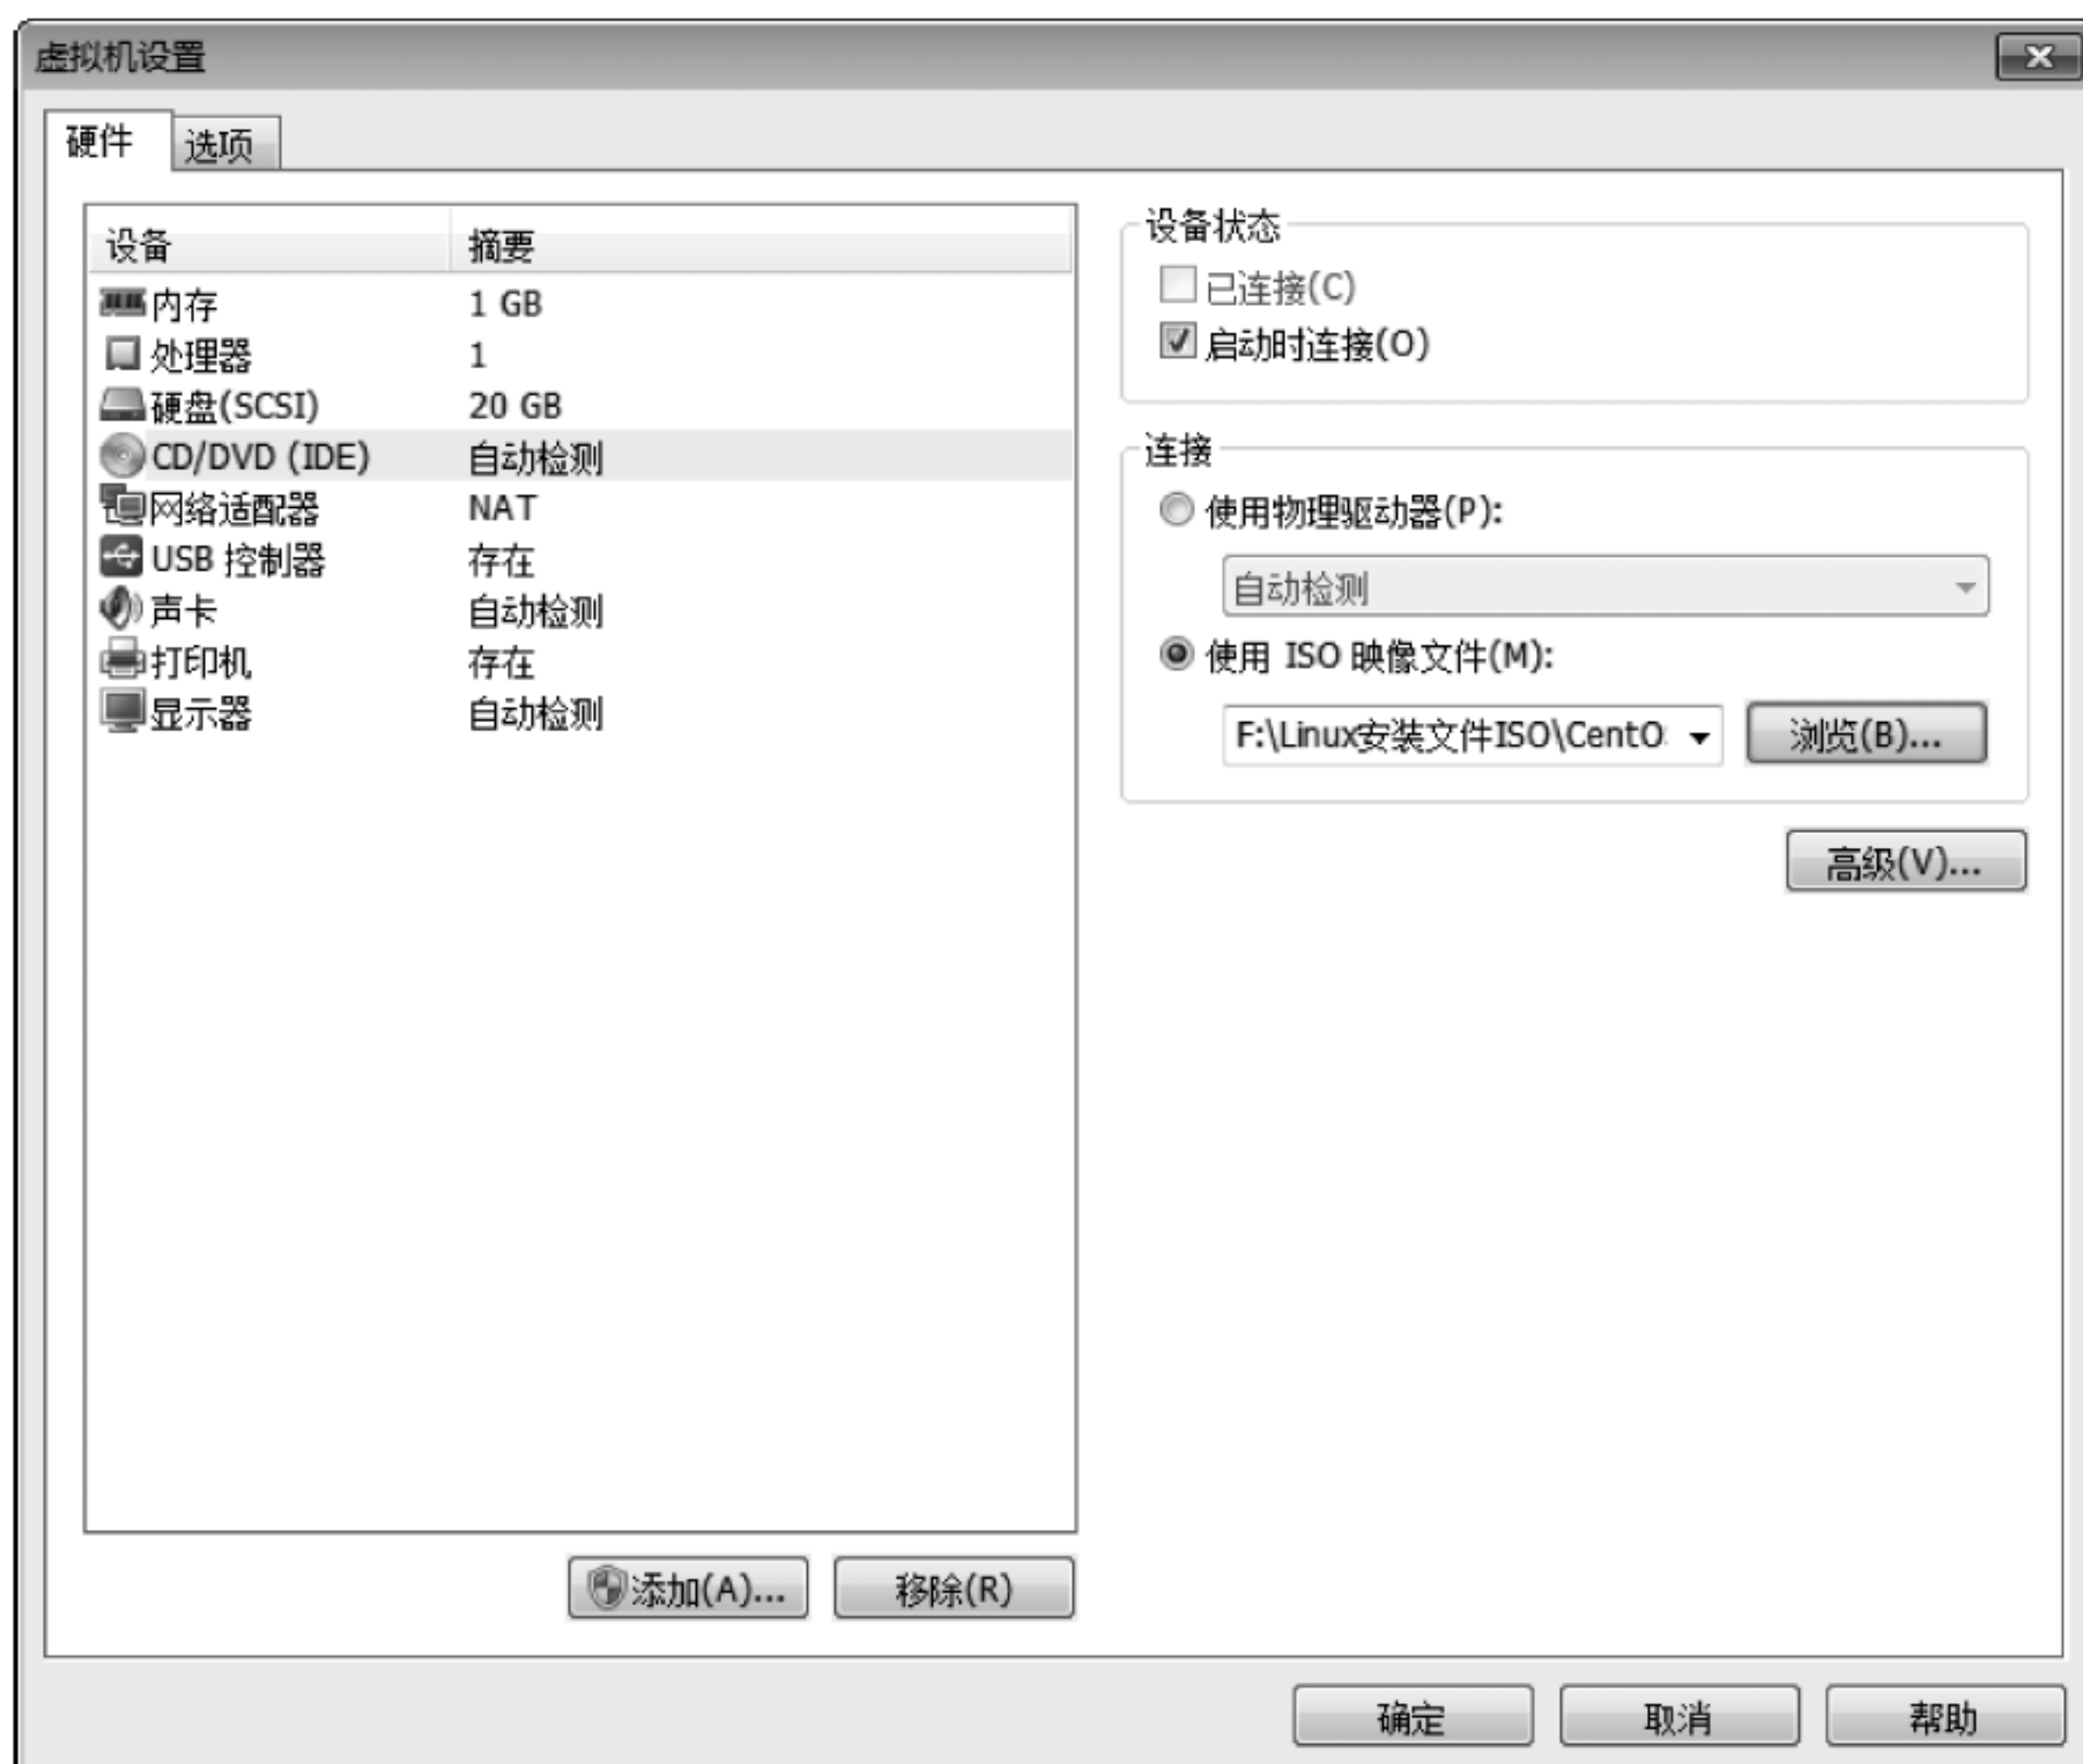 虚拟机设置
硬件 选项
设备 摘要
内存 1 GB
处理器 1
硬盘(SCSI) 20 GB
CD/DVD (IDE) 自动检测
网络适配器 NAT
USB 控制器 存在
声卡 自动检测
打印机 存在
显示器 自动检测
添加(A)... 移除(R)
设备状态
已连接(C)
启动时连接(O)
连接
使用物理驱动器(P):
自动检测
使用 ISO 映像文件(M):
F:\Linux安装文件ISO\CentO 浏览(B)...
高级(V)...
确定 取消 帮助